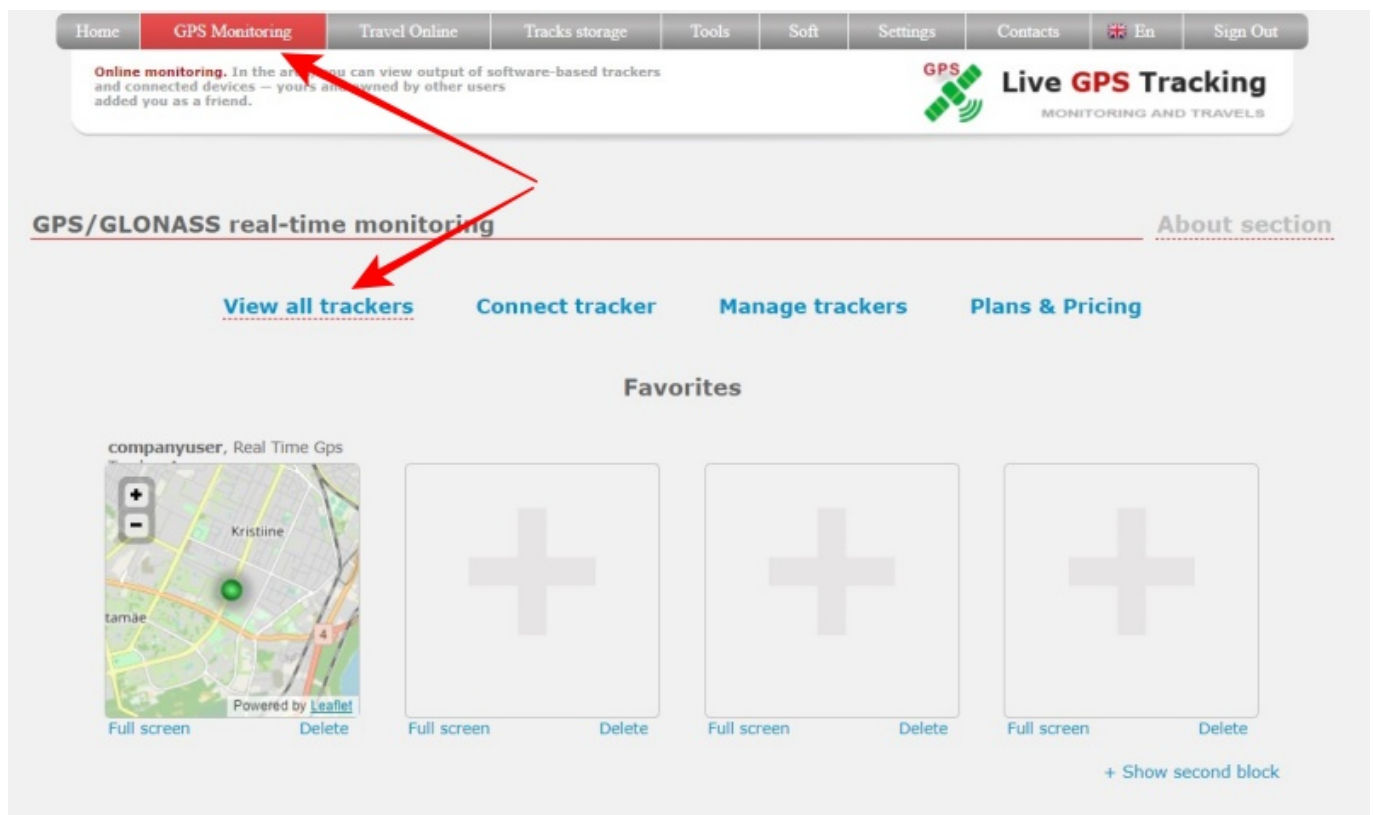 Home GPS Monitoring Travel Online Tracks storage Tools Soft Settings Contacts En Sign Out
Online monitoring. In the you can view output of software-based trackers
and connected devices — yours and owned by other users
added you as a friend.
GPS
Live GPS Tracking
MONITORING AND TRAVELS
GPS/GLONASS real-time monitoring
About section
View all trackers Connect tracker Manage trackers Plans & Pricing
Favorites
companyuser, Real Time Gps
+
-
Kristiine
tamäe
4
Powered by Leaflet
Full screen Delete Full screen Delete Full screen Delete Full screen Delete
+ Show second block